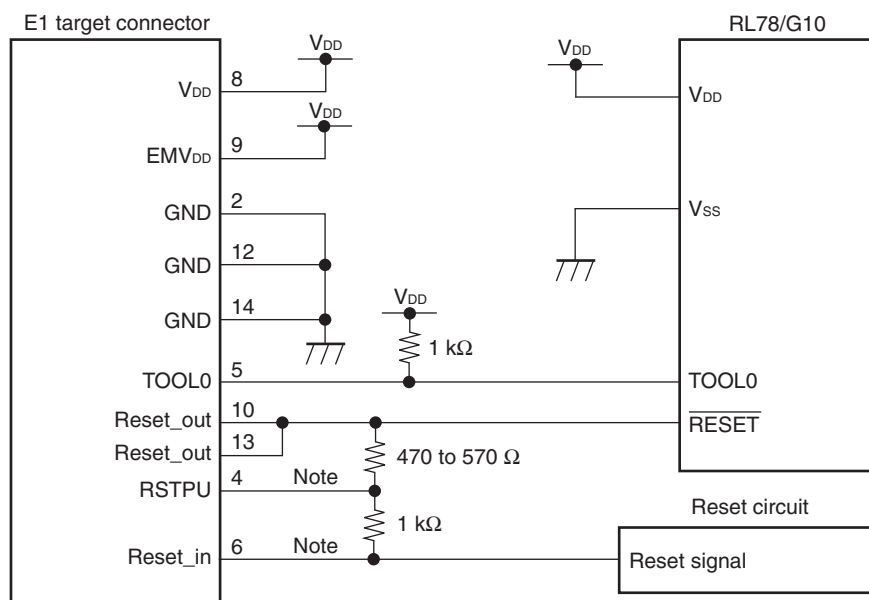 E1 target connector
RL78/G10
VDD
VDD
8
VDD
VDD
VDD
9
EMVDD
2
GND
VSS
12
GND
14
GND
VDD
1 kΩ
5
TOOL0
TOOL0
10
Reset_out
RESET
13
Reset_out
470 to 570 Ω
4
Note
RSTPU
Reset circuit
1 kΩ
6
Note
Reset_in
Reset signal